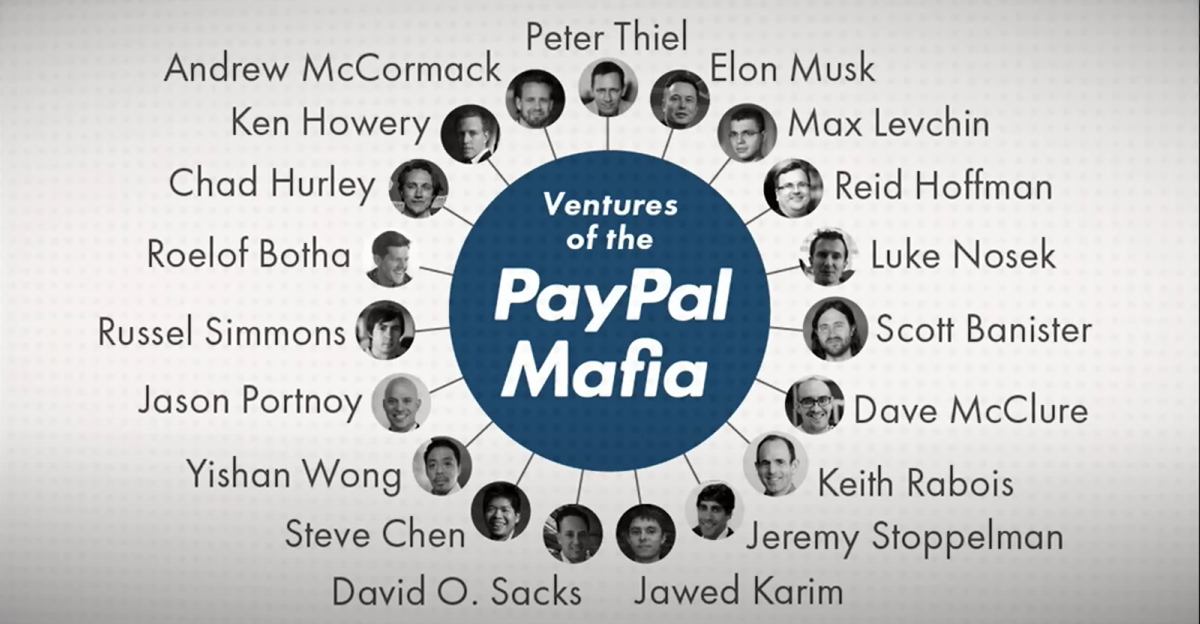 Peter Thiel
Andrew McCormack
Elon Musk
Ken Howery
Max Levchin
Chad Hurley
Reid Hoffman
Ventures
of the
PayPal
Mafia
Roelof Botha
Luke Nosek
Russel Simmons
Scott Banister
Jason Portnoy
Dave McClure
Yishan Wong
Keith Rabois
Steve Chen
Jeremy Stoppelman
David O. Sacks
Jawed Karim